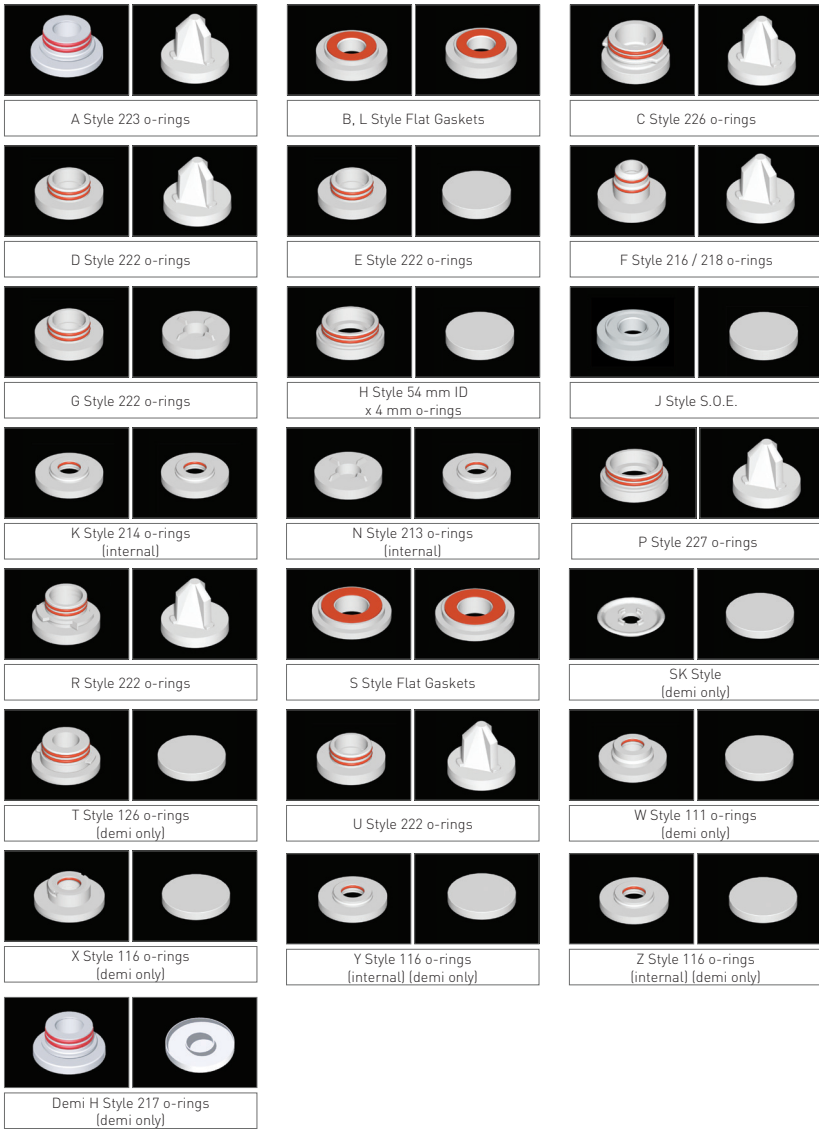 A Style 223 o-rings
B, L Style Flat Gaskets
C Style 226 o-rings
D Style 222 o-rings
E Style 222 o-rings
F Style 216 / 218 o-rings
G Style 222 o-rings
H Style 54 mm ID
x 4 mm o-rings
J Style S.O.E.
K Style 214 o-rings
(internal)
N Style 213 o-rings
(internal)
P Style 227 o-rings
R Style 222 o-rings
S Style Flat Gaskets
SK Style
(demi only)
T Style 126 o-rings
(demi only)
U Style 222 o-rings
W Style 111 o-rings
(demi only)
X Style 116 o-rings
(demi only)
Y Style 116 o-rings
(internal) (demi only)
Z Style 116 o-rings
(internal) (demi only)
Demi H Style 217 o-rings
(demi only)